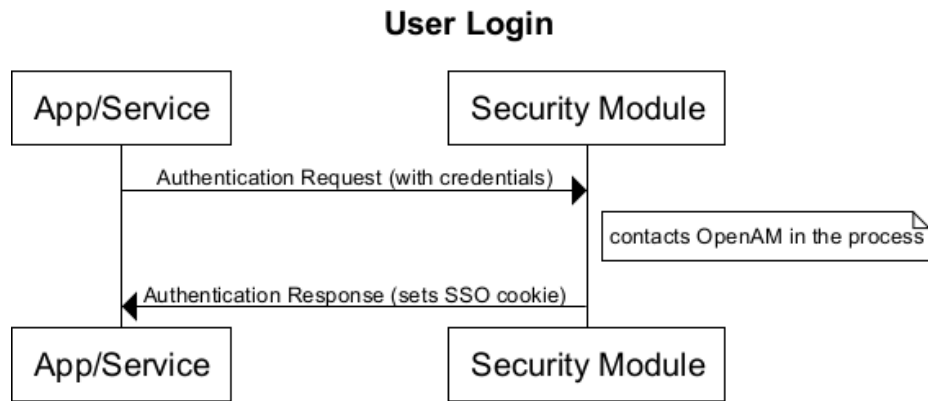 User Login
App/Service
Security Module
Authentication Request (with credentials)
contacts OpenAM in the process
Authentication Response (sets SSO cookie)
App/Service
Security Module